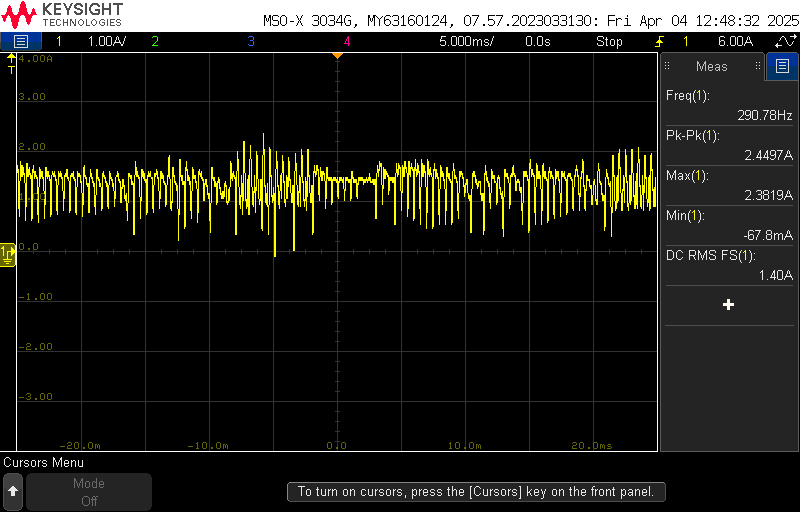 KEYSIGHT
TECHNOLOGIES
MSO-X 3034G, MY63160124, 07.57.2023033130: Fri Apr 04 12:48:32 2025
1 1.00A/ 2 3 4 5.000ms/ 0.0s Stop 1 6.00A
T
4.00A
3.00
2.00
1.00
0.0
1
-1.00
-2.00
-3.00
-20.0m -10.0m 0.0 10.0m 20.0ms
Meas
Freq(1):
290.78Hz
Pk-Pk(1):
2.4497A
Max(1):
2.3819A
Min(1):
-67.8mA
DC RMS FS(1):
1.40A
Cursors Menu
Mode
Off
To turn on cursors, press the [Cursors] key on the front panel.